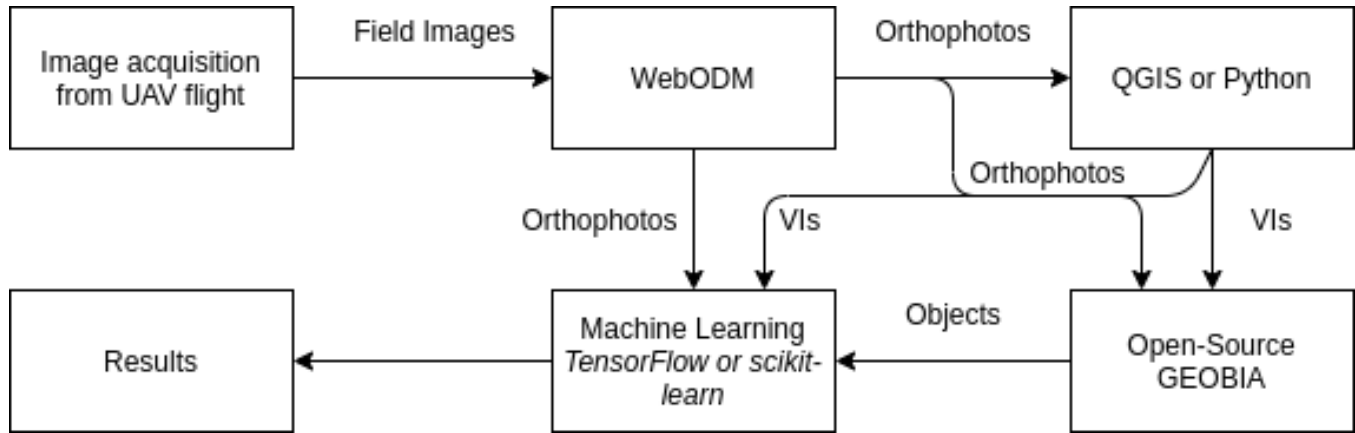 Field Images
Orthophotos
Image acquisition
from UAV flight
WebODM
QGIS or Python
Orthophotos
Orthophotos
VIs
VIs
Objects
Results
Machine Learning
TensorFlow or scikit-
learn
Open-Source
GEOBIA